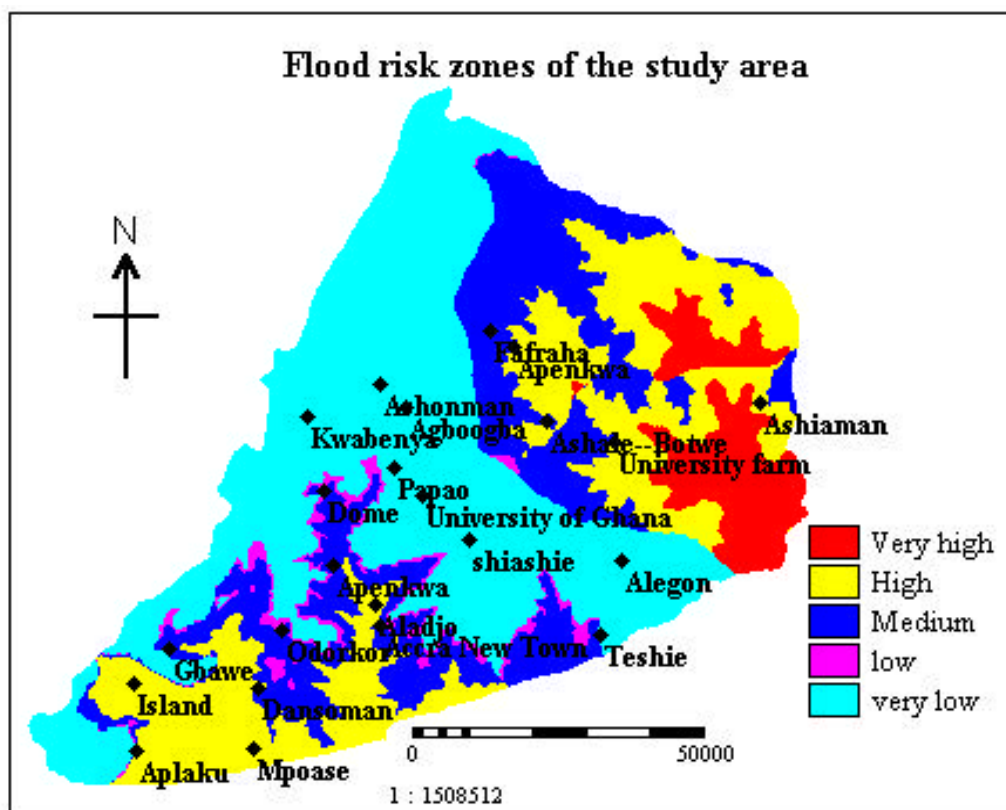 Flood risk zones of the study area
N
Fafraha
Apenkwa
Ashonman
Agboogba
Kwabenya
Ashale--Botwe
Ashiaman
University farm
Papao
Dome
University of Ghana
shiashie
Alegon
Apenkwa
Aladjo
Odorkor
Accra New Town
Teshie
Gbawe
Island
Dansoman
Aplaku
Mpoase
Very high
High
Medium
low
very low
0
50000
1 : 1508512